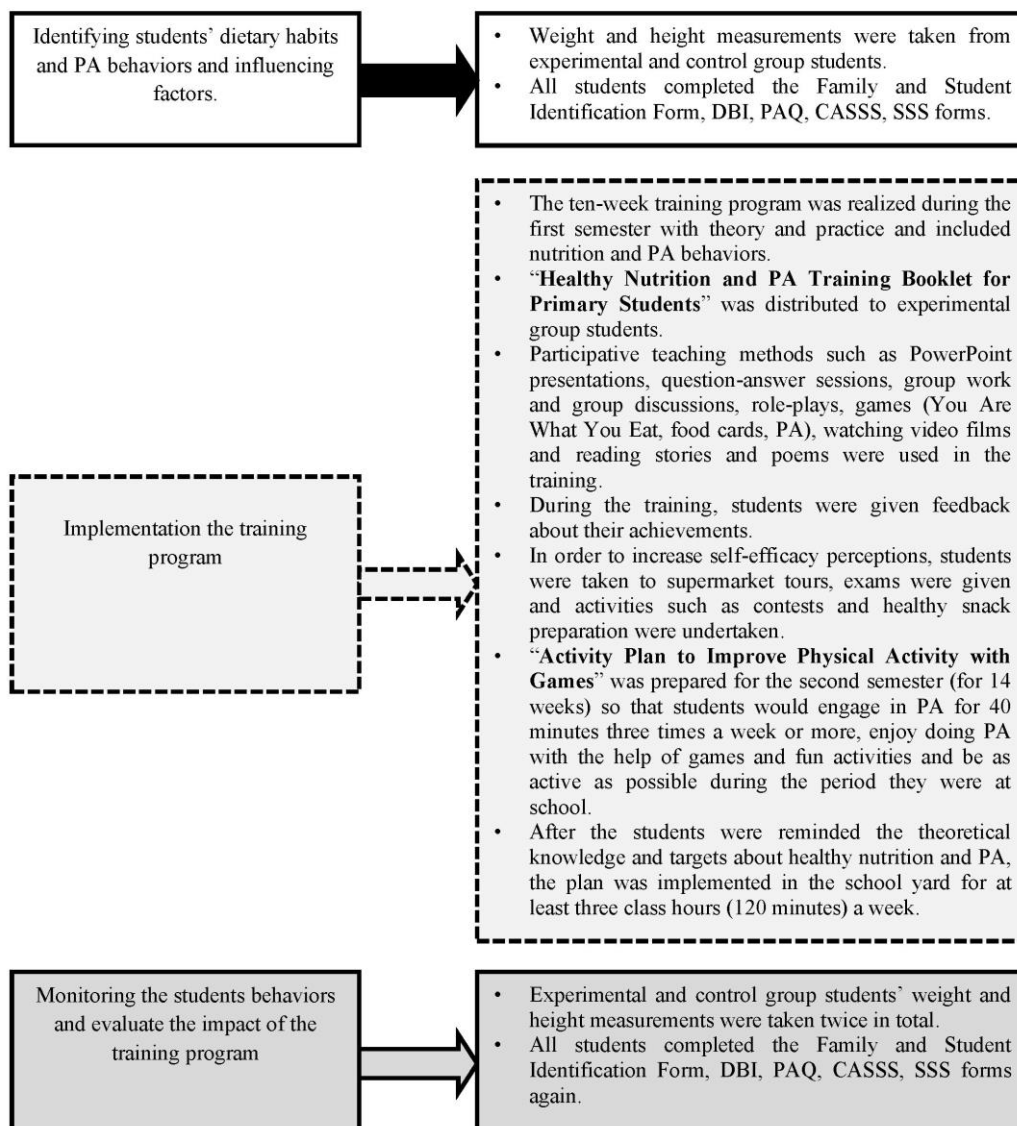 Identifying students' dietary habits
and PA behaviors and influencing
factors.
• Weight and height measurements were taken from
experimental and control group students.
• All students completed the Family and Student
Identification Form, DBI, PAQ, CASSS, SSS forms.
Implementation the training
program
• The ten-week training program was realized during the
first semester with theory and practice and included
nutrition and PA behaviors.
• “Healthy Nutrition and PA Training Booklet for
Primary Students” was distributed to experimental
group students.
• Participative teaching methods such as PowerPoint
presentations, question-answer sessions, group work
and group discussions, role-plays, games (You Are
What You Eat, food cards, PA), watching video films
and reading stories and poems were used in the
training.
• During the training, students were given feedback
about their achievements.
• In order to increase self-efficacy perceptions, students
were taken to supermarket tours, exams were given
and activities such as contests and healthy snack
preparation were undertaken.
• “Activity Plan to Improve Physical Activity with
Games” was prepared for the second semester (for 14
weeks) so that students would engage in PA for 40
minutes three times a week or more, enjoy doing PA
with the help of games and fun activities and be as
active as possible during the period they were at
school.
• After the students were reminded the theoretical
knowledge and targets about healthy nutrition and PA,
the plan was implemented in the school yard for at
least three class hours (120 minutes) a week.
Monitoring the students behaviors
and evaluate the impact of the
training program
• Experimental and control group students' weight and
height measurements were taken twice in total.
• All students completed the Family and Student
Identification Form, DBI, PAQ, CASSS, SSS forms
again.